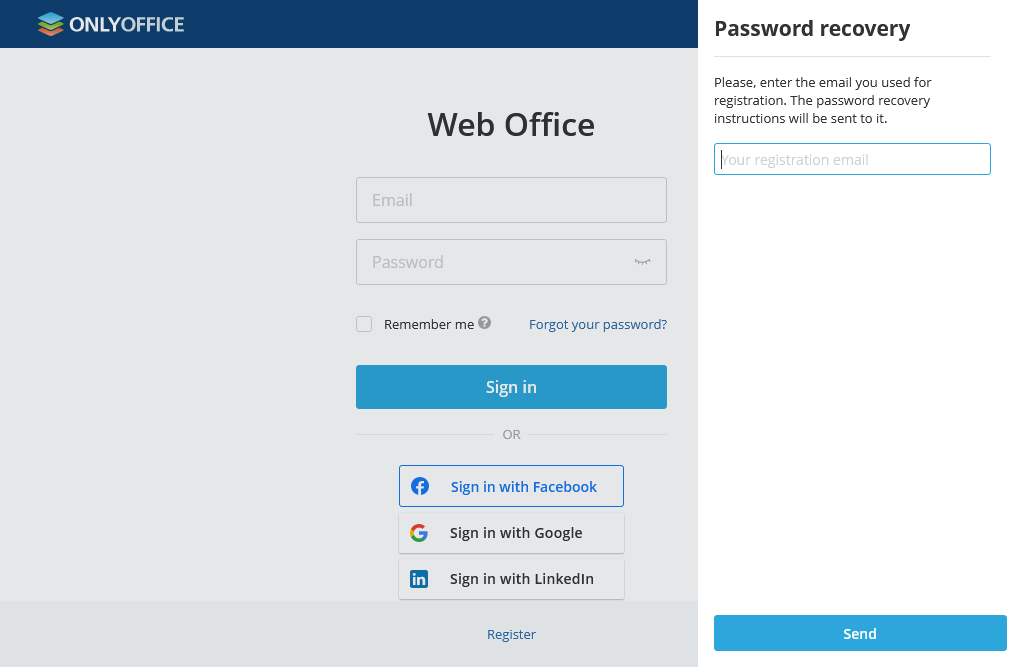 ONLYOFFICE
Web Office
Email
Password
Remember me ?
Forgot your password?
Sign in
OR
Sign in with Facebook
Sign in with Google
in Sign in with LinkedIn
Register
Password recovery
Please, enter the email you used for
registration. The password recovery
instructions will be sent to it.
Your registration email
Send